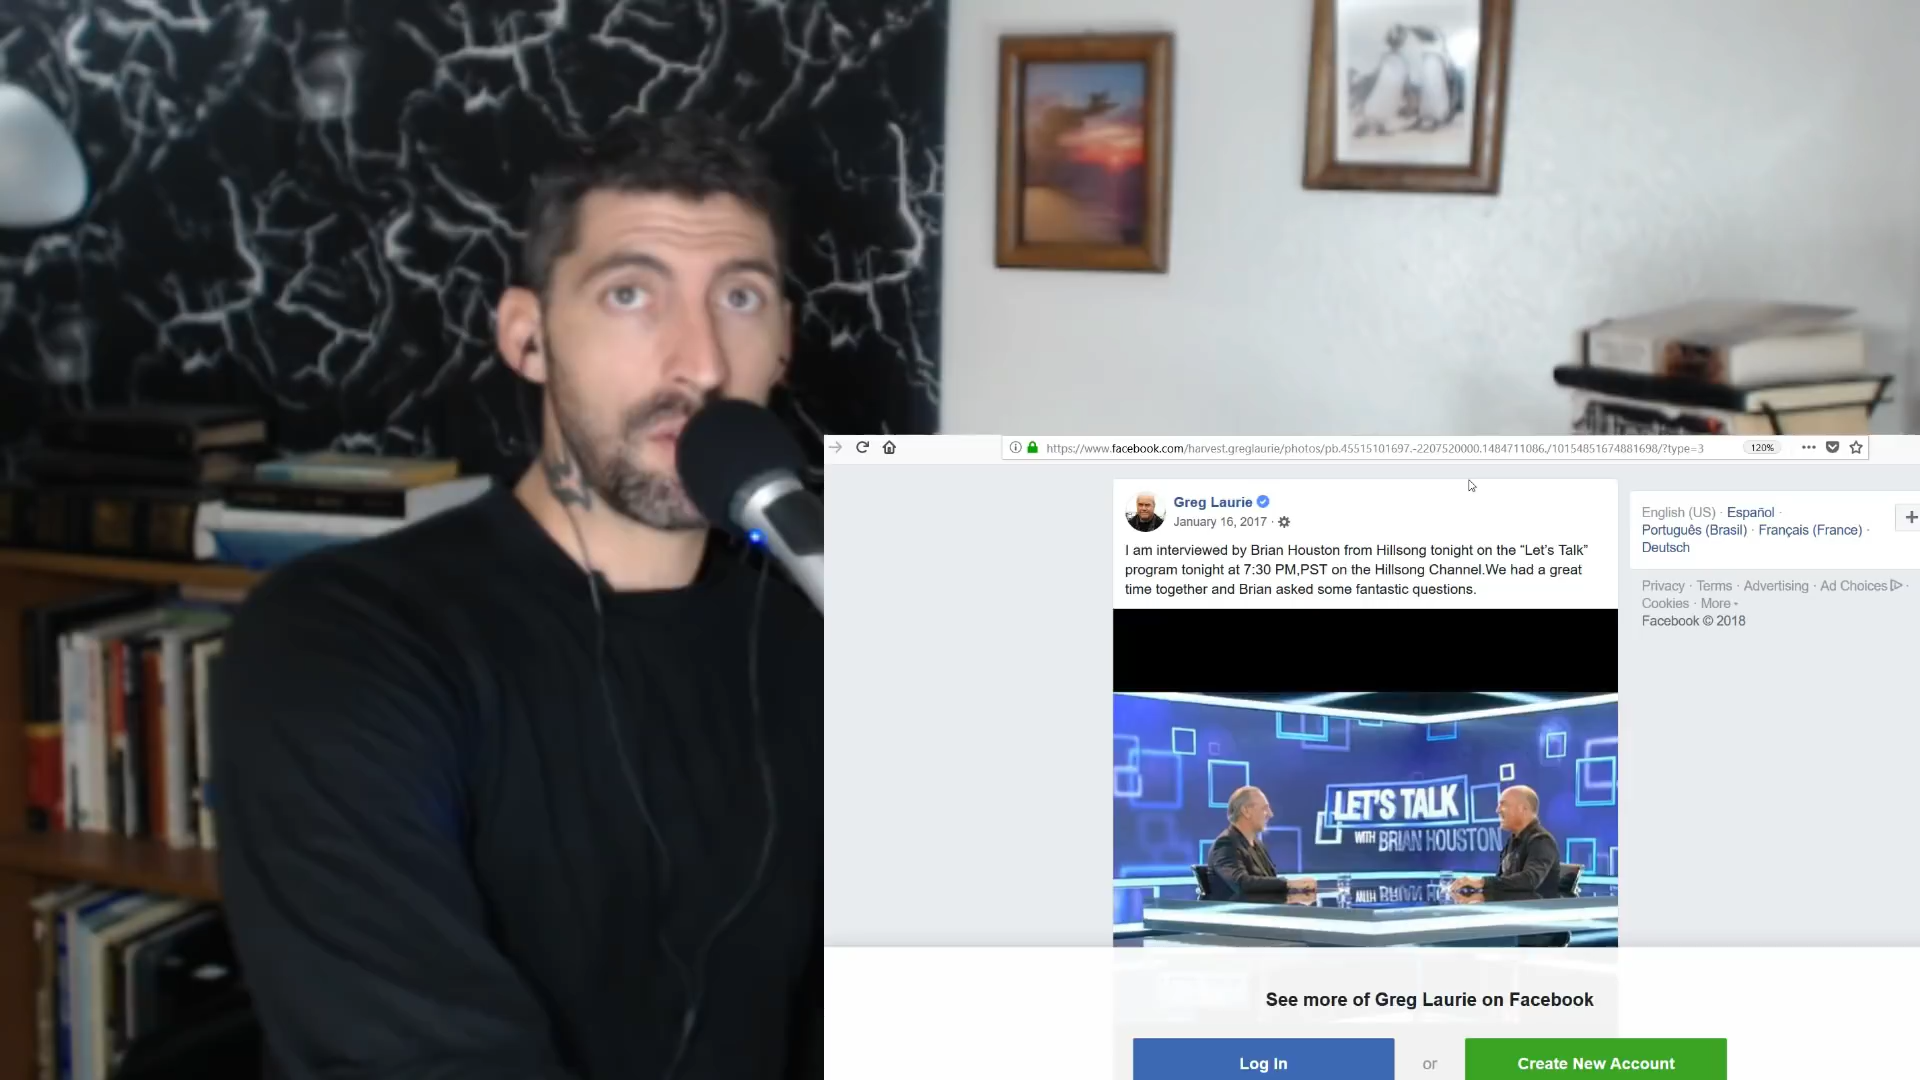 https://www.facebook.com/harvest.greglaurie/photos/pb.45515101697.-2207520000.1484711086./10154851674881698/?type=3
120%
Greg Laurie
January 16, 2017 ·
I am interviewed by Brian Houston from Hillsong tonight on the “Let’s Talk”
program tonight at 7:30 PM,PST on the Hillsong Channel.We had a great
time together and Brian asked some fantastic questions.
LET'S TALK
WITH BRIAN HOUSTON
English (US) · Español ·
Português (Brasil) · Français (France) ·
Deutsch
Privacy · Terms · Advertising · Ad Choices ·
Cookies · More
Facebook © 2018
See more of Greg Laurie on Facebook
Log In
or
Create New Account